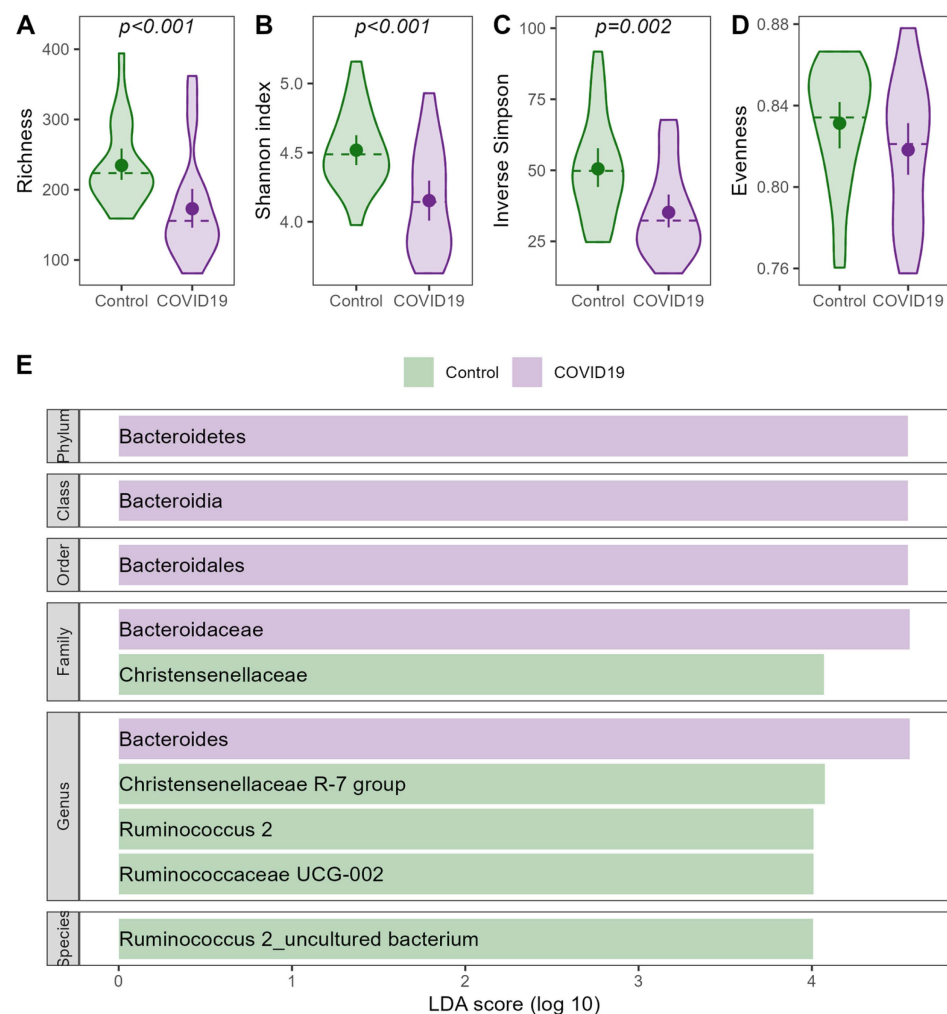 A
p<0.001
Richness
400
300
200
100
Control COVID19
B
p<0.001
Shannon index
5.0
4.5
4.0
Control COVID19
C
p=0.002
Inverse Simpson
100
75
50
25
Control COVID19
D
Evenness
0.88
0.84
0.80
0.76
Control COVID19
E
Control COVID19
Phylum
Bacteroidetes
Class
Bacteroidia
Order
Bacteroidales
Family
Bacteroidaceae
Christensenellaceae
Genus
Bacteroides
Christensenellaceae R-7 group
Ruminococcus 2
Ruminococcaceae UCG-002
Species
Ruminococcus 2_uncultured bacterium
0 1 2 3 4
LDA score (log 10)